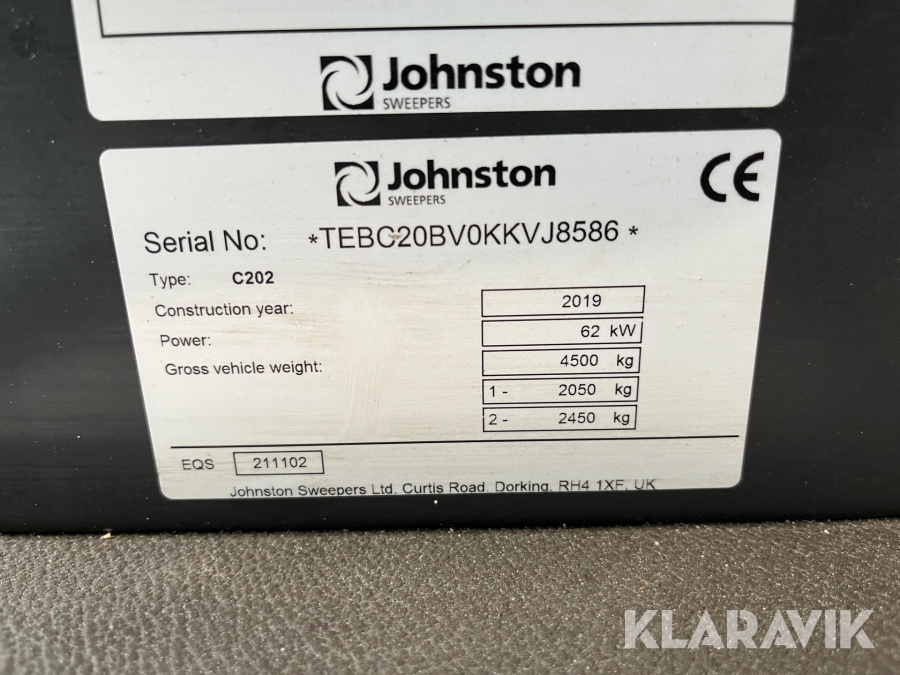 Johnston
SWEEPERS
Johnston
SWEEPERS
CE
Serial No: *TEBC20BV0KKVJ8586 *
Type: C202
Construction year: 2019
Power: 62 kW
Gross vehicle weight: 4500 kg
1 - 2050 kg
2 - 2450 kg
EQS 211102
Johnston Sweepers Ltd, Curtis Road, Dorking, RH4 1XF, UK
KLARAVIK